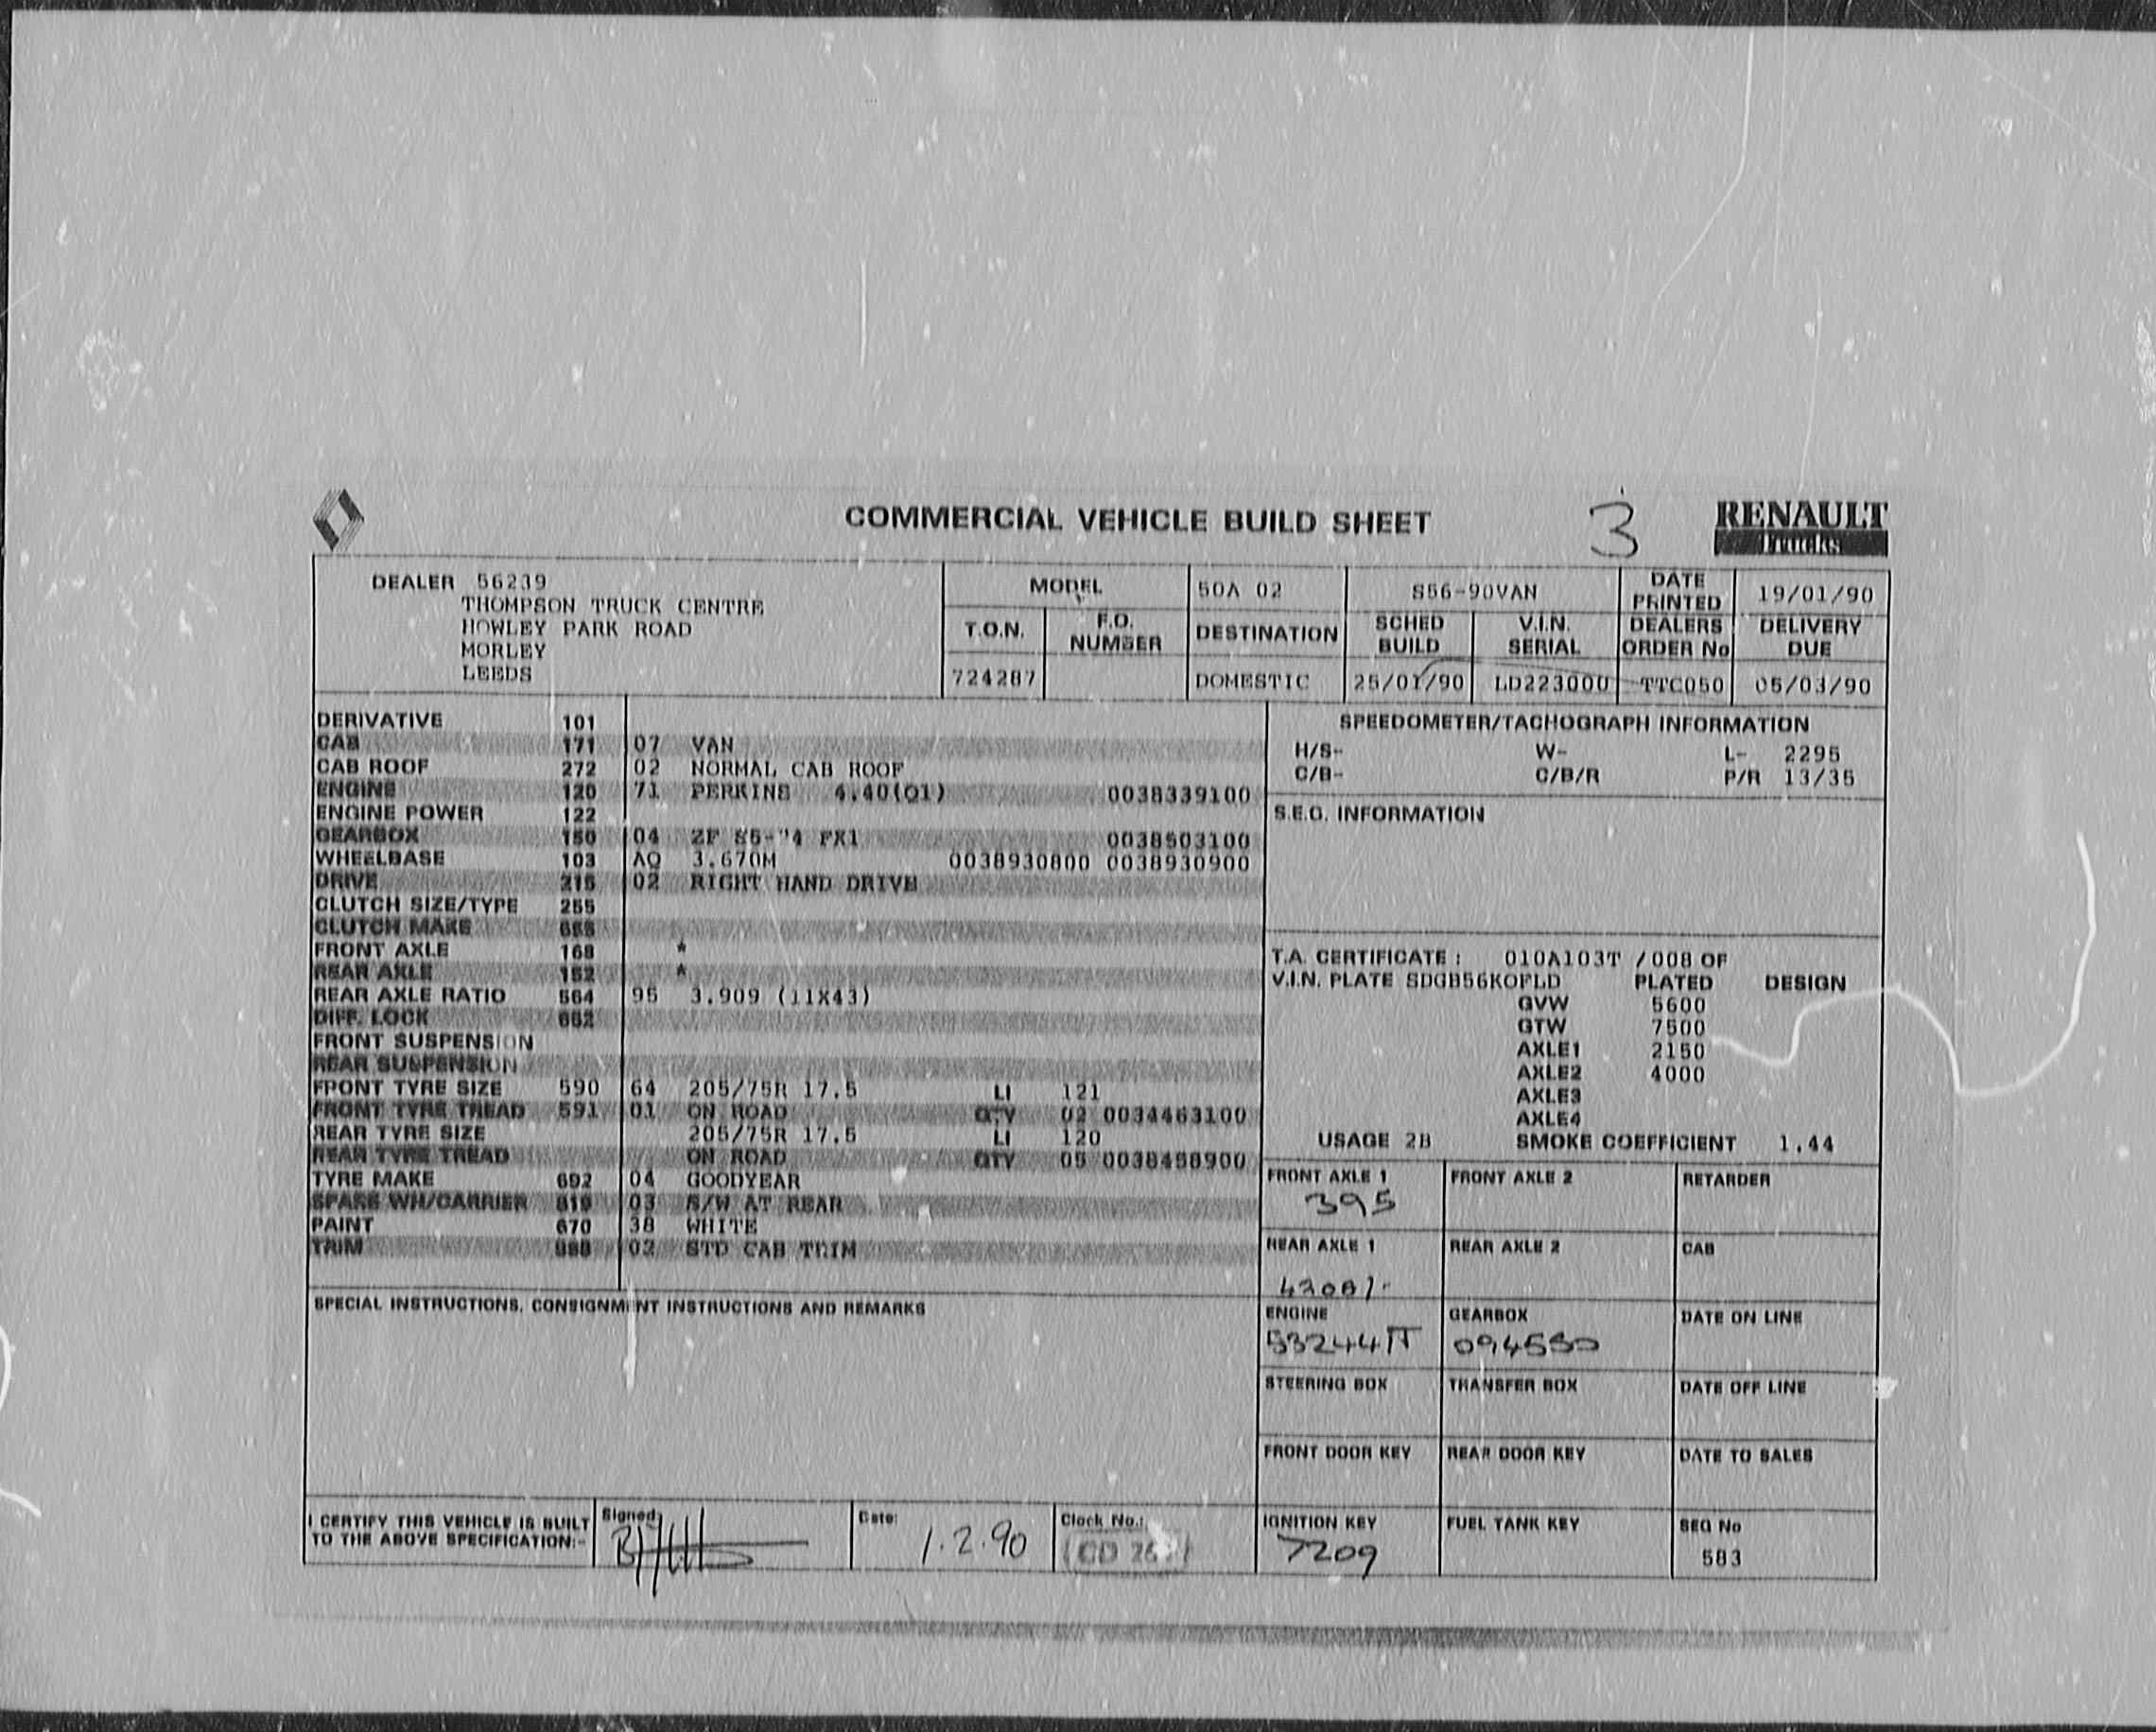 COMMERCIAL VEHICLE BUILD SHEET 3 RENAULT
Trucks
DEALER 56239
THOMPSON TRUCK CENTRE
HOWLEY PARK ROAD
MORLEY
LEEDS
MODEL 50A 02 S56-90VAN DATE PRINTED 19/01/90
T.O.N. F.O. NUMBER DESTINATION SCHED BUILD V.I.N. SERIAL DEALERS ORDER No DELIVERY DUE
724287 DOMESTIC 25/01/90 LD223000 TTC050 05/03/90
DERIVATIVE 101
CAB 171 07 VAN
CAB ROOF 272 02 NORMAL CAB ROOF
ENGINE 120 71 PERKINS 4.40(01) 0038339100
ENGINE POWER 122
GEARBOX 150 04 ZF FX1 0038503100
WHEELBASE 103 AQ 3.670M 0038930800 0038930900
DRIVE 215 02 RIGHT HAND DRIVE
CLUTCH SIZE/TYPE 255
CLUTCH MAKE
FRONT AXLE 168 *
REAR AXLE 152 *
REAR AXLE RATIO 564 95 3.909 (11X43)
DIFF. LOCK 652
FRONT SUSPENSION
REAR SUSPENSION
FRONT TYRE SIZE 590 64 205/75R 17.5 LI 121
FRONT TYRE TREAD 591 01 ON ROAD QTY 02 0034463100
REAR TYRE SIZE 205/75R 17.5 LI 120
REAR TYRE TREAD ON ROAD QTY 05 0038458900
TYRE MAKE 692 04 GOODYEAR
SPARE WH/CARRIER 619 03 S/W AT REAR
PAINT 670 38 WHITE
TRIM 02 STD CAB TRIM
SPECIAL INSTRUCTIONS, CONSIGNMENT INSTRUCTIONS AND REMARKS
SPEEDOMETER/TACHOGRAPH INFORMATION
H/S- W- L- 2295
C/B- C/B/R P/R 13/35
S.E.O. INFORMATION
T.A. CERTIFICATE : 010A103T /008 OF
V.I.N. PLATE SDGB56KOFLD PLATED DESIGN
GVW 5600
GTW 7500
AXLE1 2150
AXLE2 4000
AXLE3
AXLE4
USAGE 2B SMOKE COEFFICIENT 1.44
FRONT AXLE 1 FRONT AXLE 2 RETARDER
395
REAR AXLE 1 REAR AXLE 2 CAB
ENGINE GEARBOX DATE ON LINE
094550
STEERING BOX TRANSFER BOX DATE OFF LINE
FRONT DOOR KEY REAR DOOR KEY DATE TO SALES
I CERTIFY THIS VEHICLE IS BUILT Signed: Date: Clock No.: IGNITION KEY FUEL TANK KEY SEQ No
TO THE ABOVE SPECIFICATION:- 1.2.90 7209 583